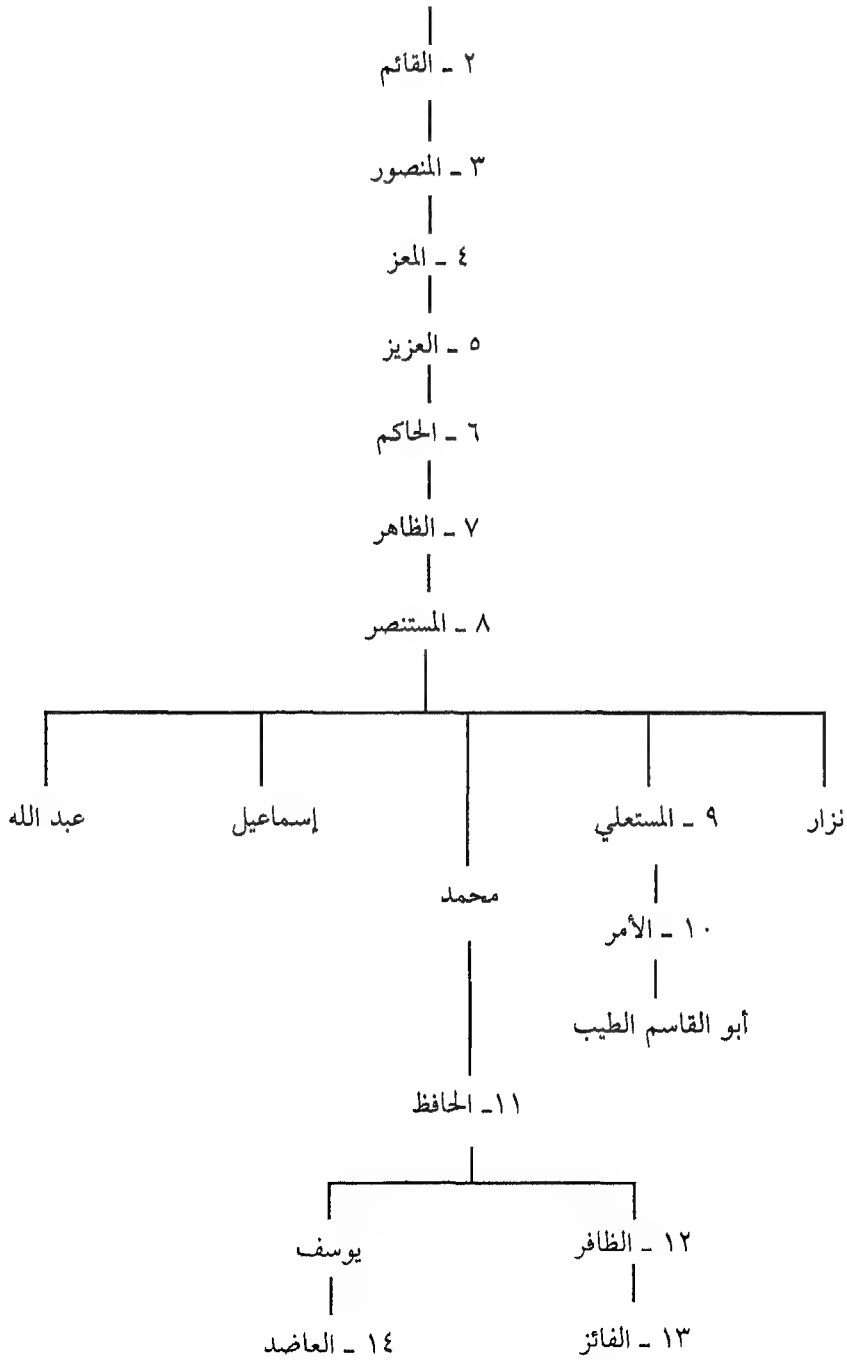 ٢ ـ القائم
٣ ـ المنصور
٤ ـ المعز
٥ ـ العزيز
٦ ـ الحاكم
٧ ـ الظاهر
٨ ـ المستنصر
نزار
٩ ـ المستعلي
إسماعيل
عبد الله
محمد
١٠ ـ الأمر
أبو القاسم الطيب
١١ـ الحافظ
١٢ ـ الظافر
يوسف
١٣ ـ الفائز
١٤ ـ العاضد